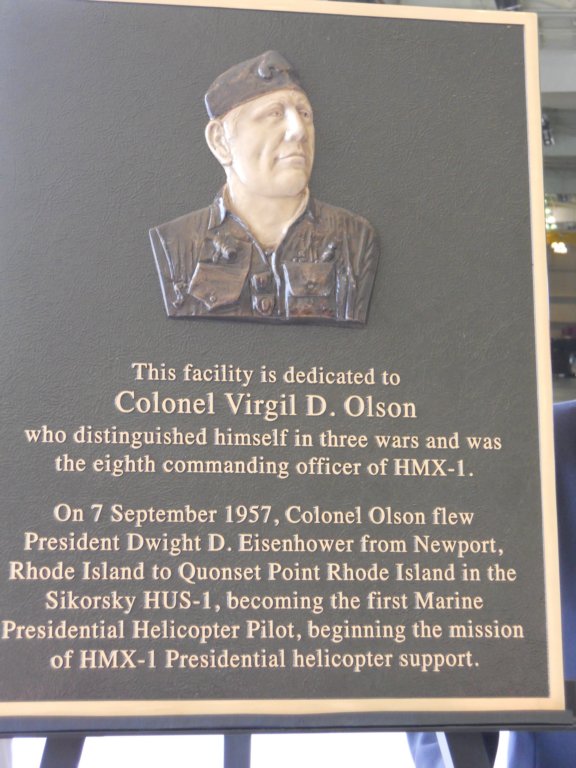 This facility is dedicated to
Colonel Virgil D. Olson
who distinguished himself in three wars and was
the eighth commanding officer of HMX-1.
On 7 September 1957, Colonel Olson flew
President Dwight D. Eisenhower from Newport,
Rhode Island to Quonset Point Rhode Island in the
Sikorsky HUS-1, becoming the first Marine
Presidential Helicopter Pilot, beginning the mission
of HMX-1 Presidential helicopter support.